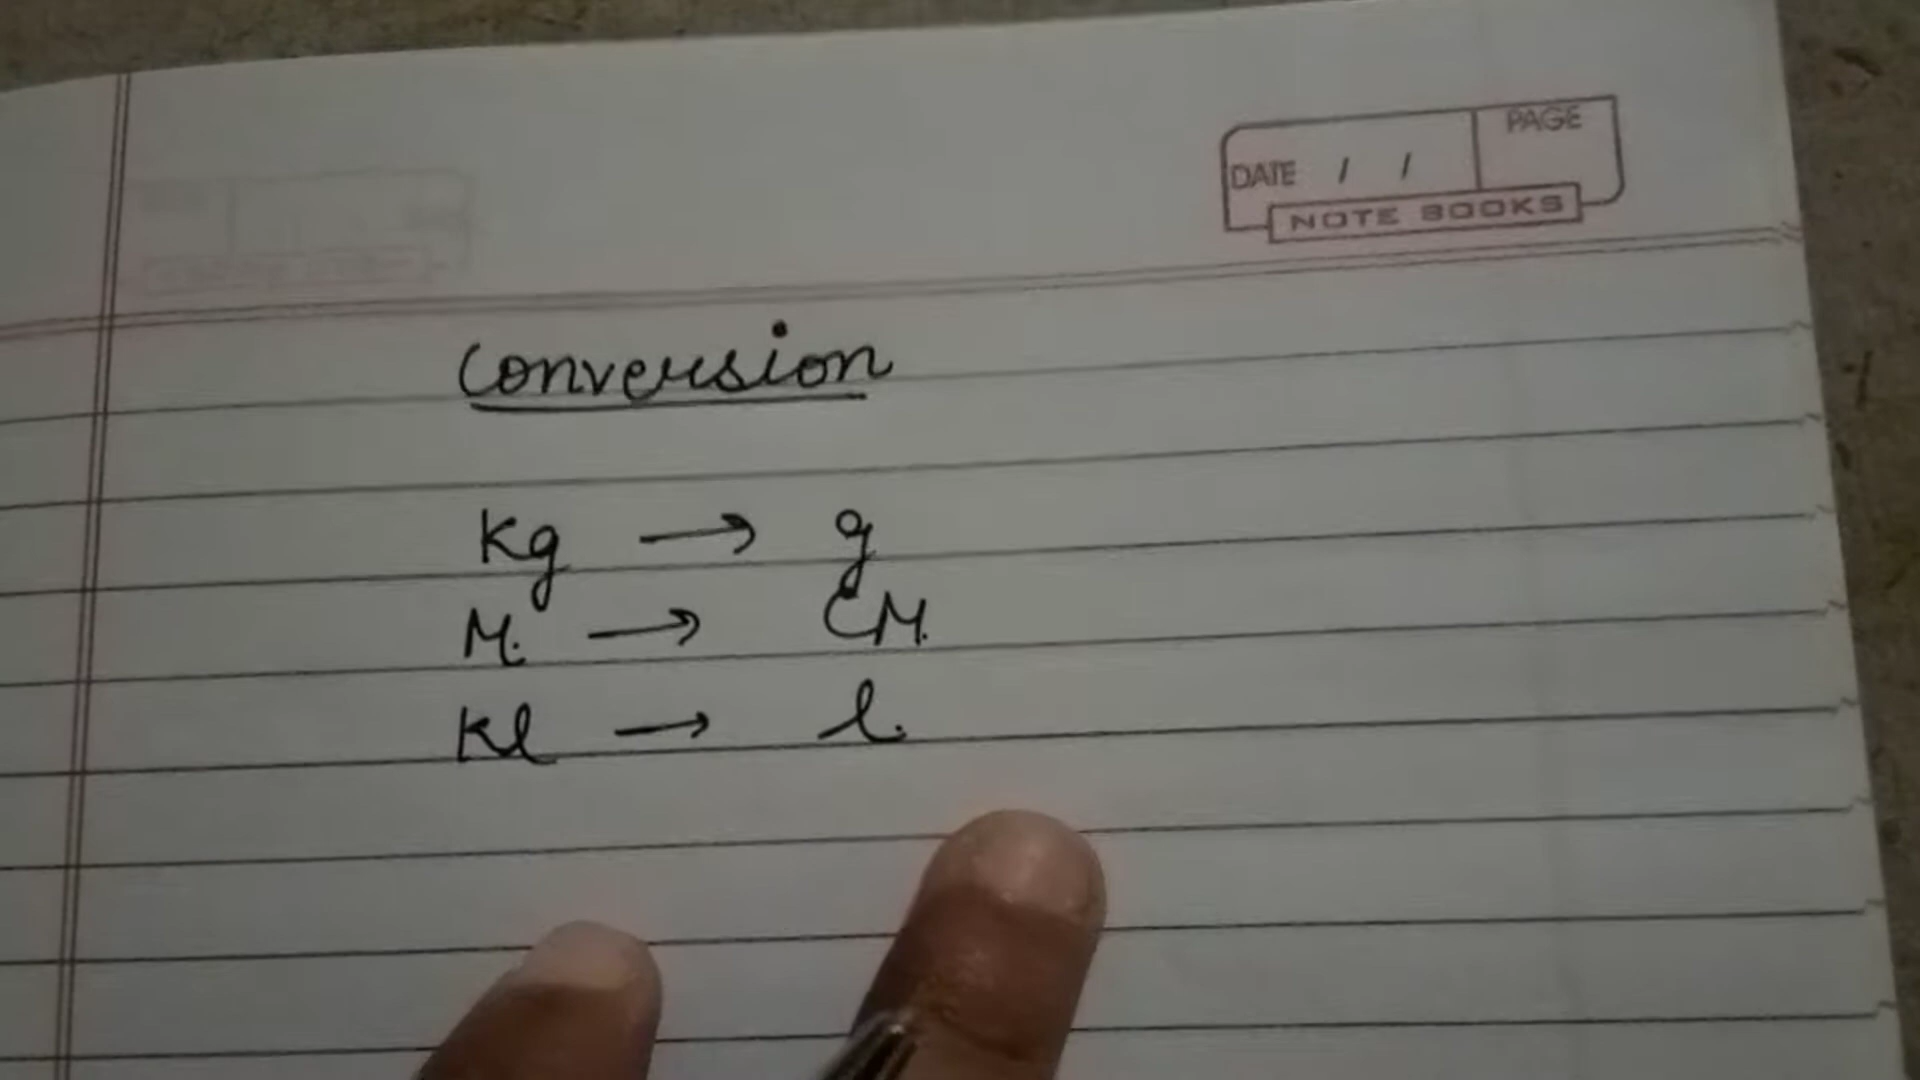 PAGE
DATE / /
NOTE BOOKS
Conversion
Kg → g
M. → CM.
Kl → l.